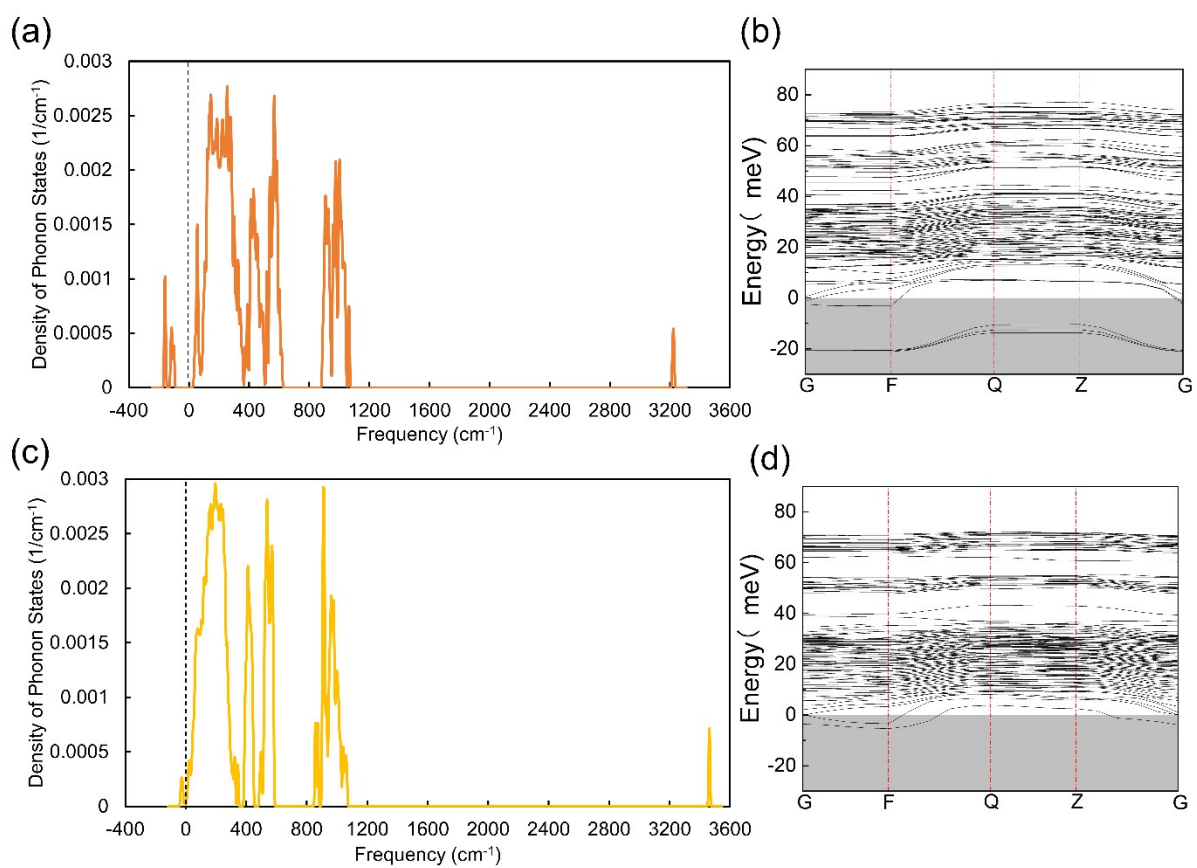 (a)
Density of Phonon States (1/cm⁻¹)
0.003
0.0025
0.002
0.0015
0.001
0.0005
0
-400 0 400 800 1200 1600 2000 2400 2800 3200 3600
Frequency (cm⁻¹)
(b)
Energy( meV)
80
60
40
20
0
-20
G F Q Z G
(c)
Density of Phonon States (1/cm⁻¹)
0.003
0.0025
0.002
0.0015
0.001
0.0005
0
-400 0 400 800 1200 1600 2000 2400 2800 3200 3600
Frequency (cm⁻¹)
(d)
Energy( meV)
80
60
40
20
0
-20
G F Q Z G